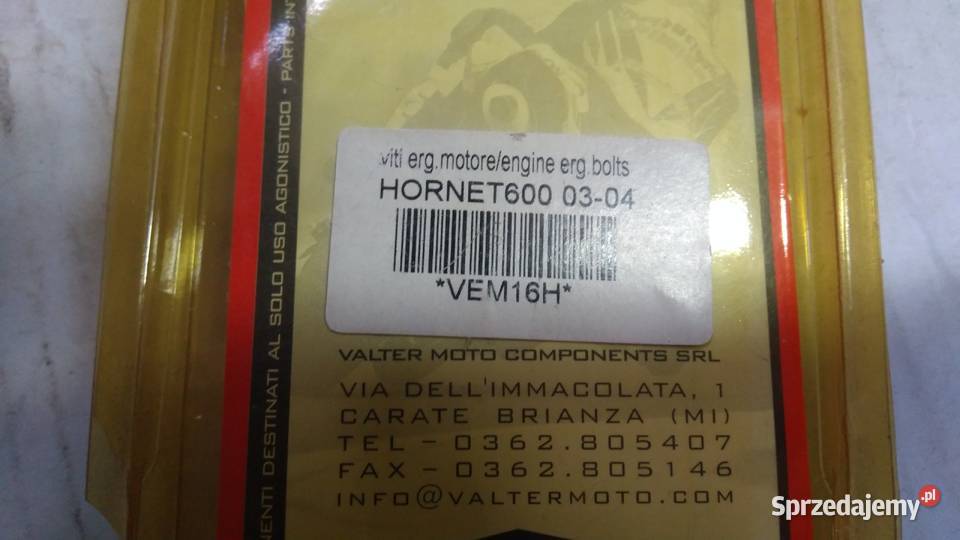 viti erg.motore/engine erg.bolts
HORNET600 03-04
*VEM16H*
VALTER MOTO COMPONENTS SRL
VIA DELL'IMMACOLATA, 1
CARATE BRIANZA (MI)
TEL - 0362.805407
FAX - 0362.805146
INFO@VALTERMOTO.COM
DESTINATI AL SOLO USO AGONISTICO - PARTS
Sprzedajemy.pl